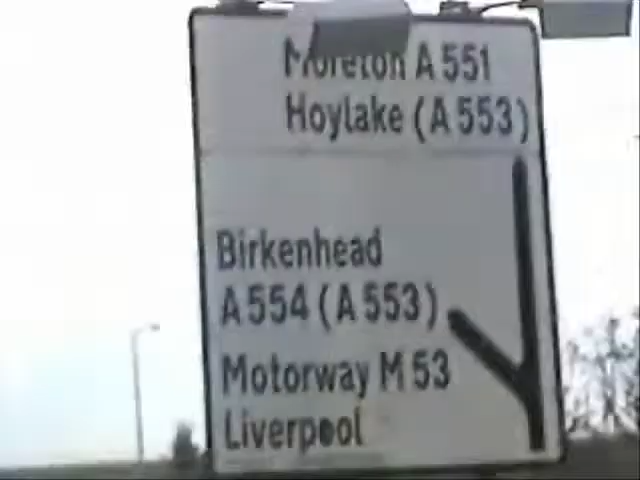 Moreton A 551
Hoylake (A 553)
Birkenhead
A 554 (A 553)
Motorway M 53
Liverpool